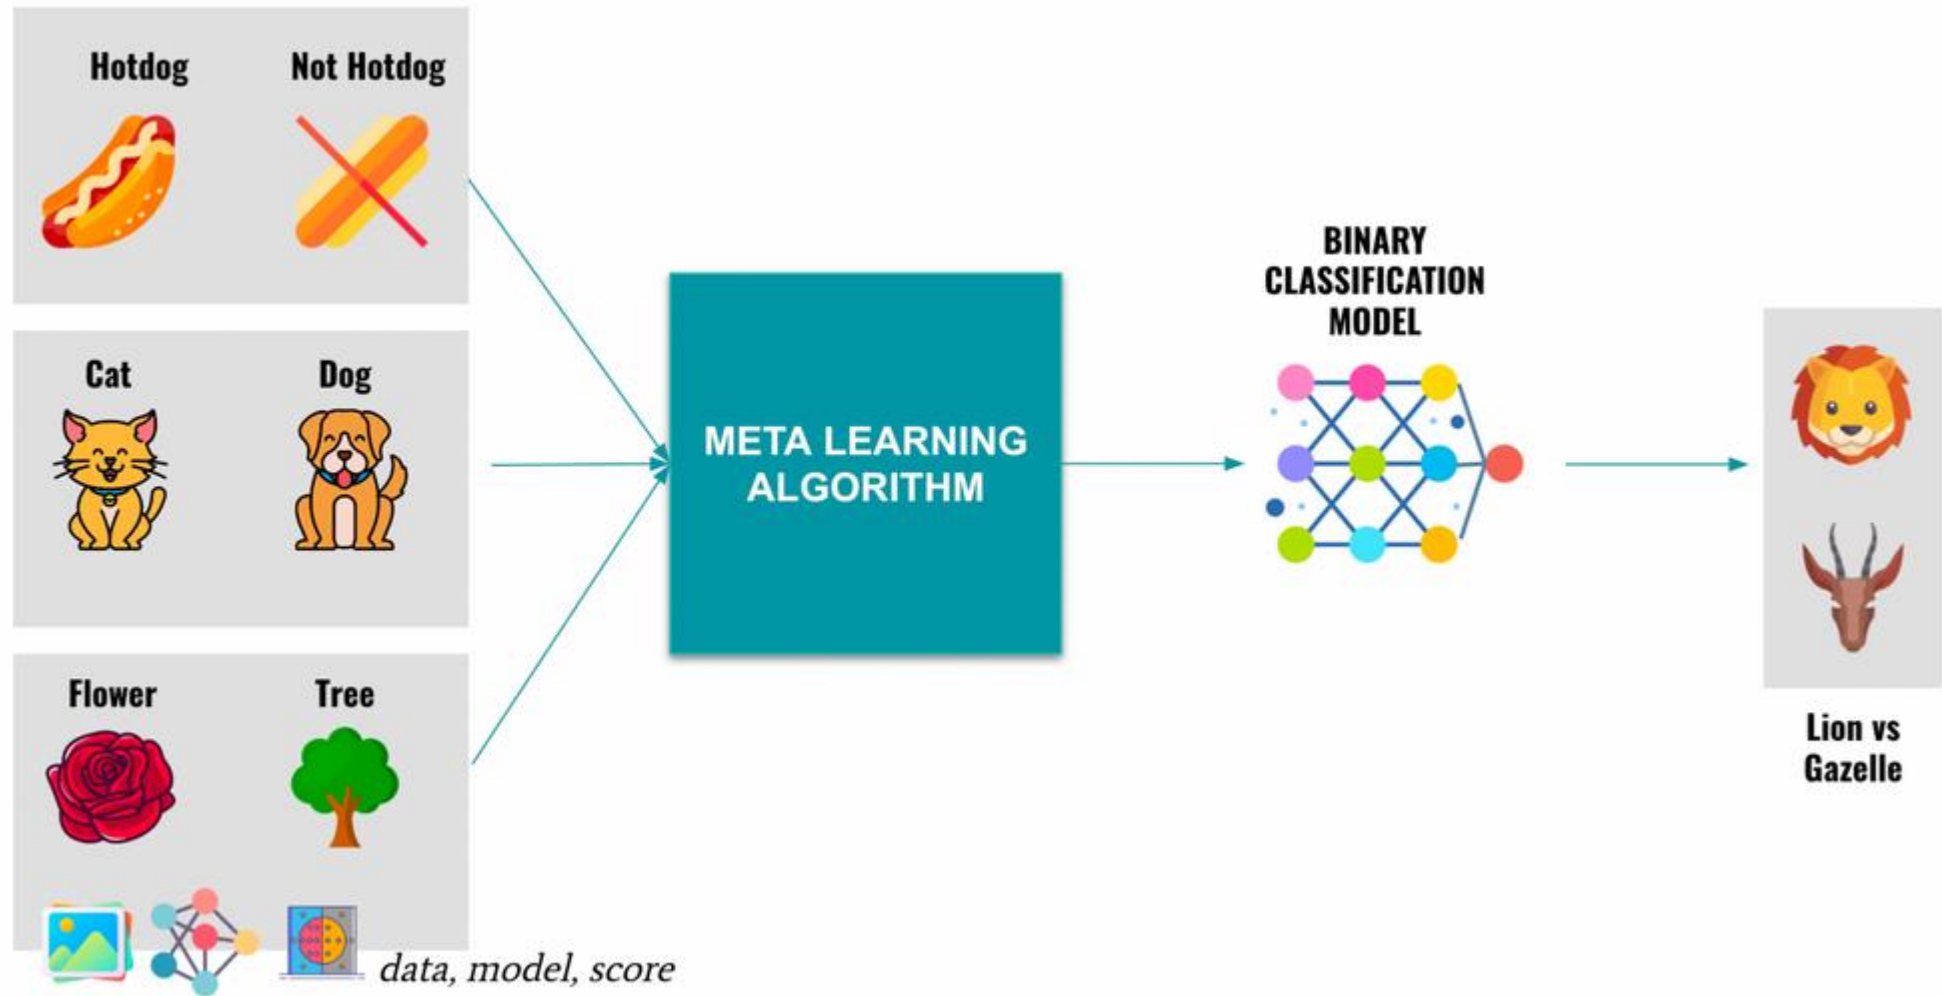 Hotdog
Not Hotdog
Cat
Dog
Flower
Tree
data, model, score
META LEARNING
ALGORITHM
BINARY
CLASSIFICATION
MODEL
Lion vs
Gazelle